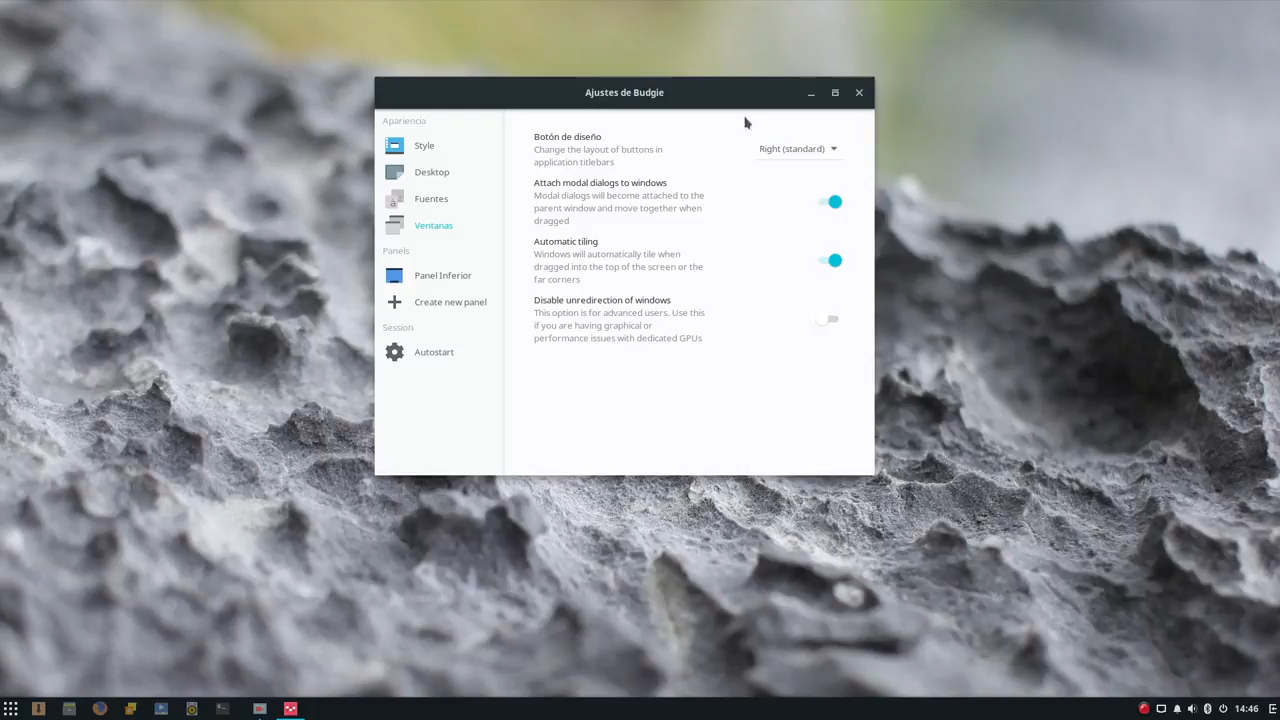 Ajustes de Budgie
Apariencia
Style
Desktop
Fuentes
Ventanas
Panels
Panel Inferior
Create new panel
Session
Autostart
Botón de diseño
Change the layout of buttons in
application titlebars
Right (standard)
Attach modal dialogs to windows
Modal dialogs will become attached to the
parent window and move together when
dragged
Automatic tiling
Windows will automatically tile when
dragged into the top of the screen or the
far corners
Disable unredirection of windows
This option is for advanced users. Use this
if you are having graphical or
performance issues with dedicated GPUs
14:46